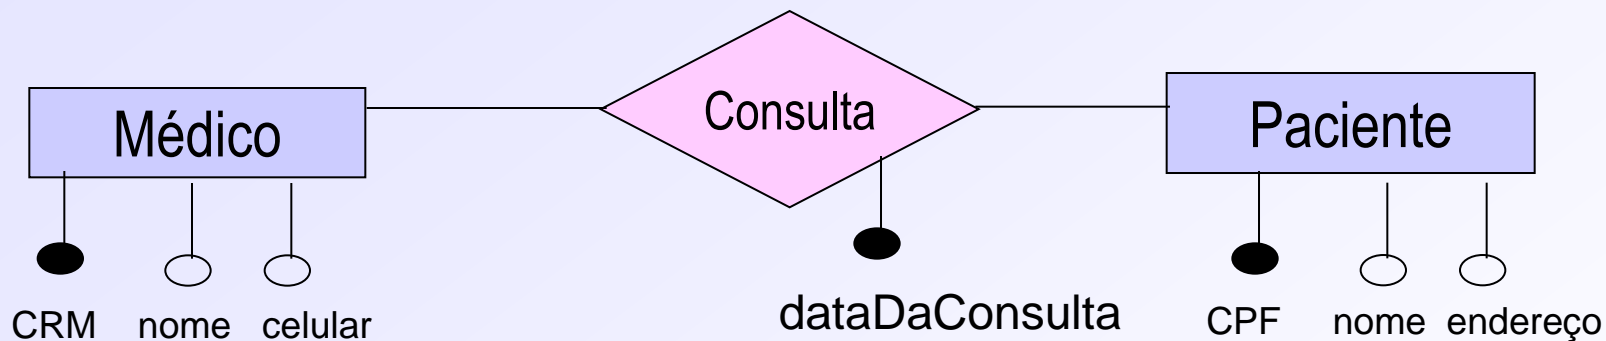 Médico
Consulta
Paciente
CRM nome celular
dataDaConsulta
CPF nome endereço